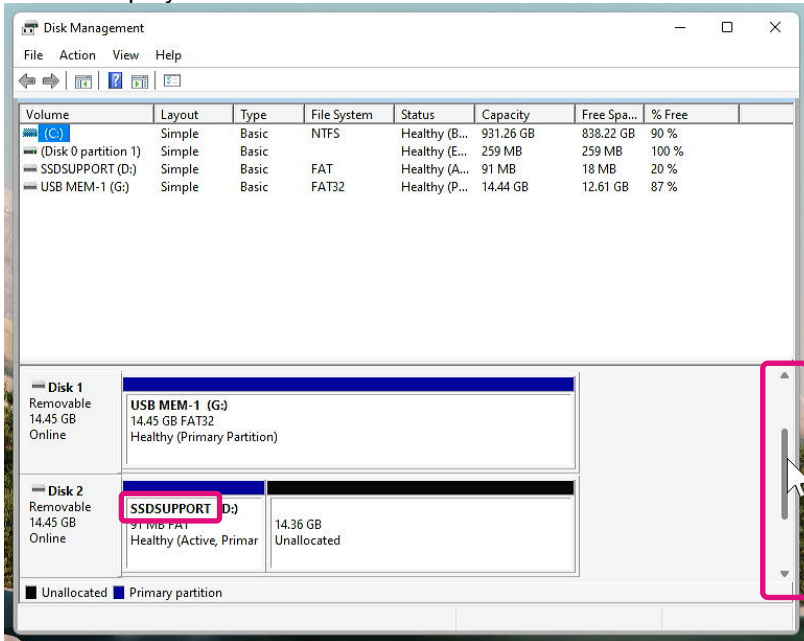 Disk Management
File Action View Help
Volume Layout Type File System Status Capacity Free Spa... % Free
(C:) Simple Basic NTFS Healthy (B... 931.26 GB 838.22 GB 90 %
(Disk 0 partition 1) Simple Basic Healthy (E... 259 MB 259 MB 100 %
SSDSUPPORT (D:) Simple Basic FAT Healthy (A... 91 MB 18 MB 20 %
USB MEM-1 (G:) Simple Basic FAT32 Healthy (P... 14.44 GB 12.61 GB 87 %
Disk 1
Removable
14.45 GB
Online
USB MEM-1 (G:)
14.45 GB FAT32
Healthy (Primary Partition)
Disk 2
Removable
14.45 GB
Online
SSDSUPPORT D:)
91 MB FAT
Healthy (Active, Primar
14.36 GB
Unallocated
Unallocated Primary partition